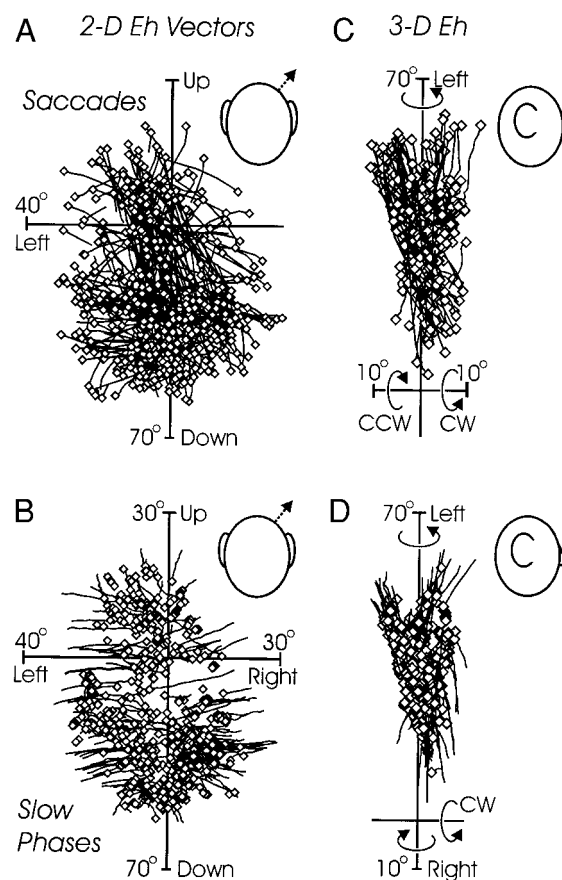 A 2-D Eh Vectors
C 3-D Eh
Saccades
Up
70° Left
40°
Left
10° 10°
CCW CW
70° Down
B 30° Up
D 70° Left
40° 30°
Left Right
CW
Slow
Phases
70° Down
10° Right